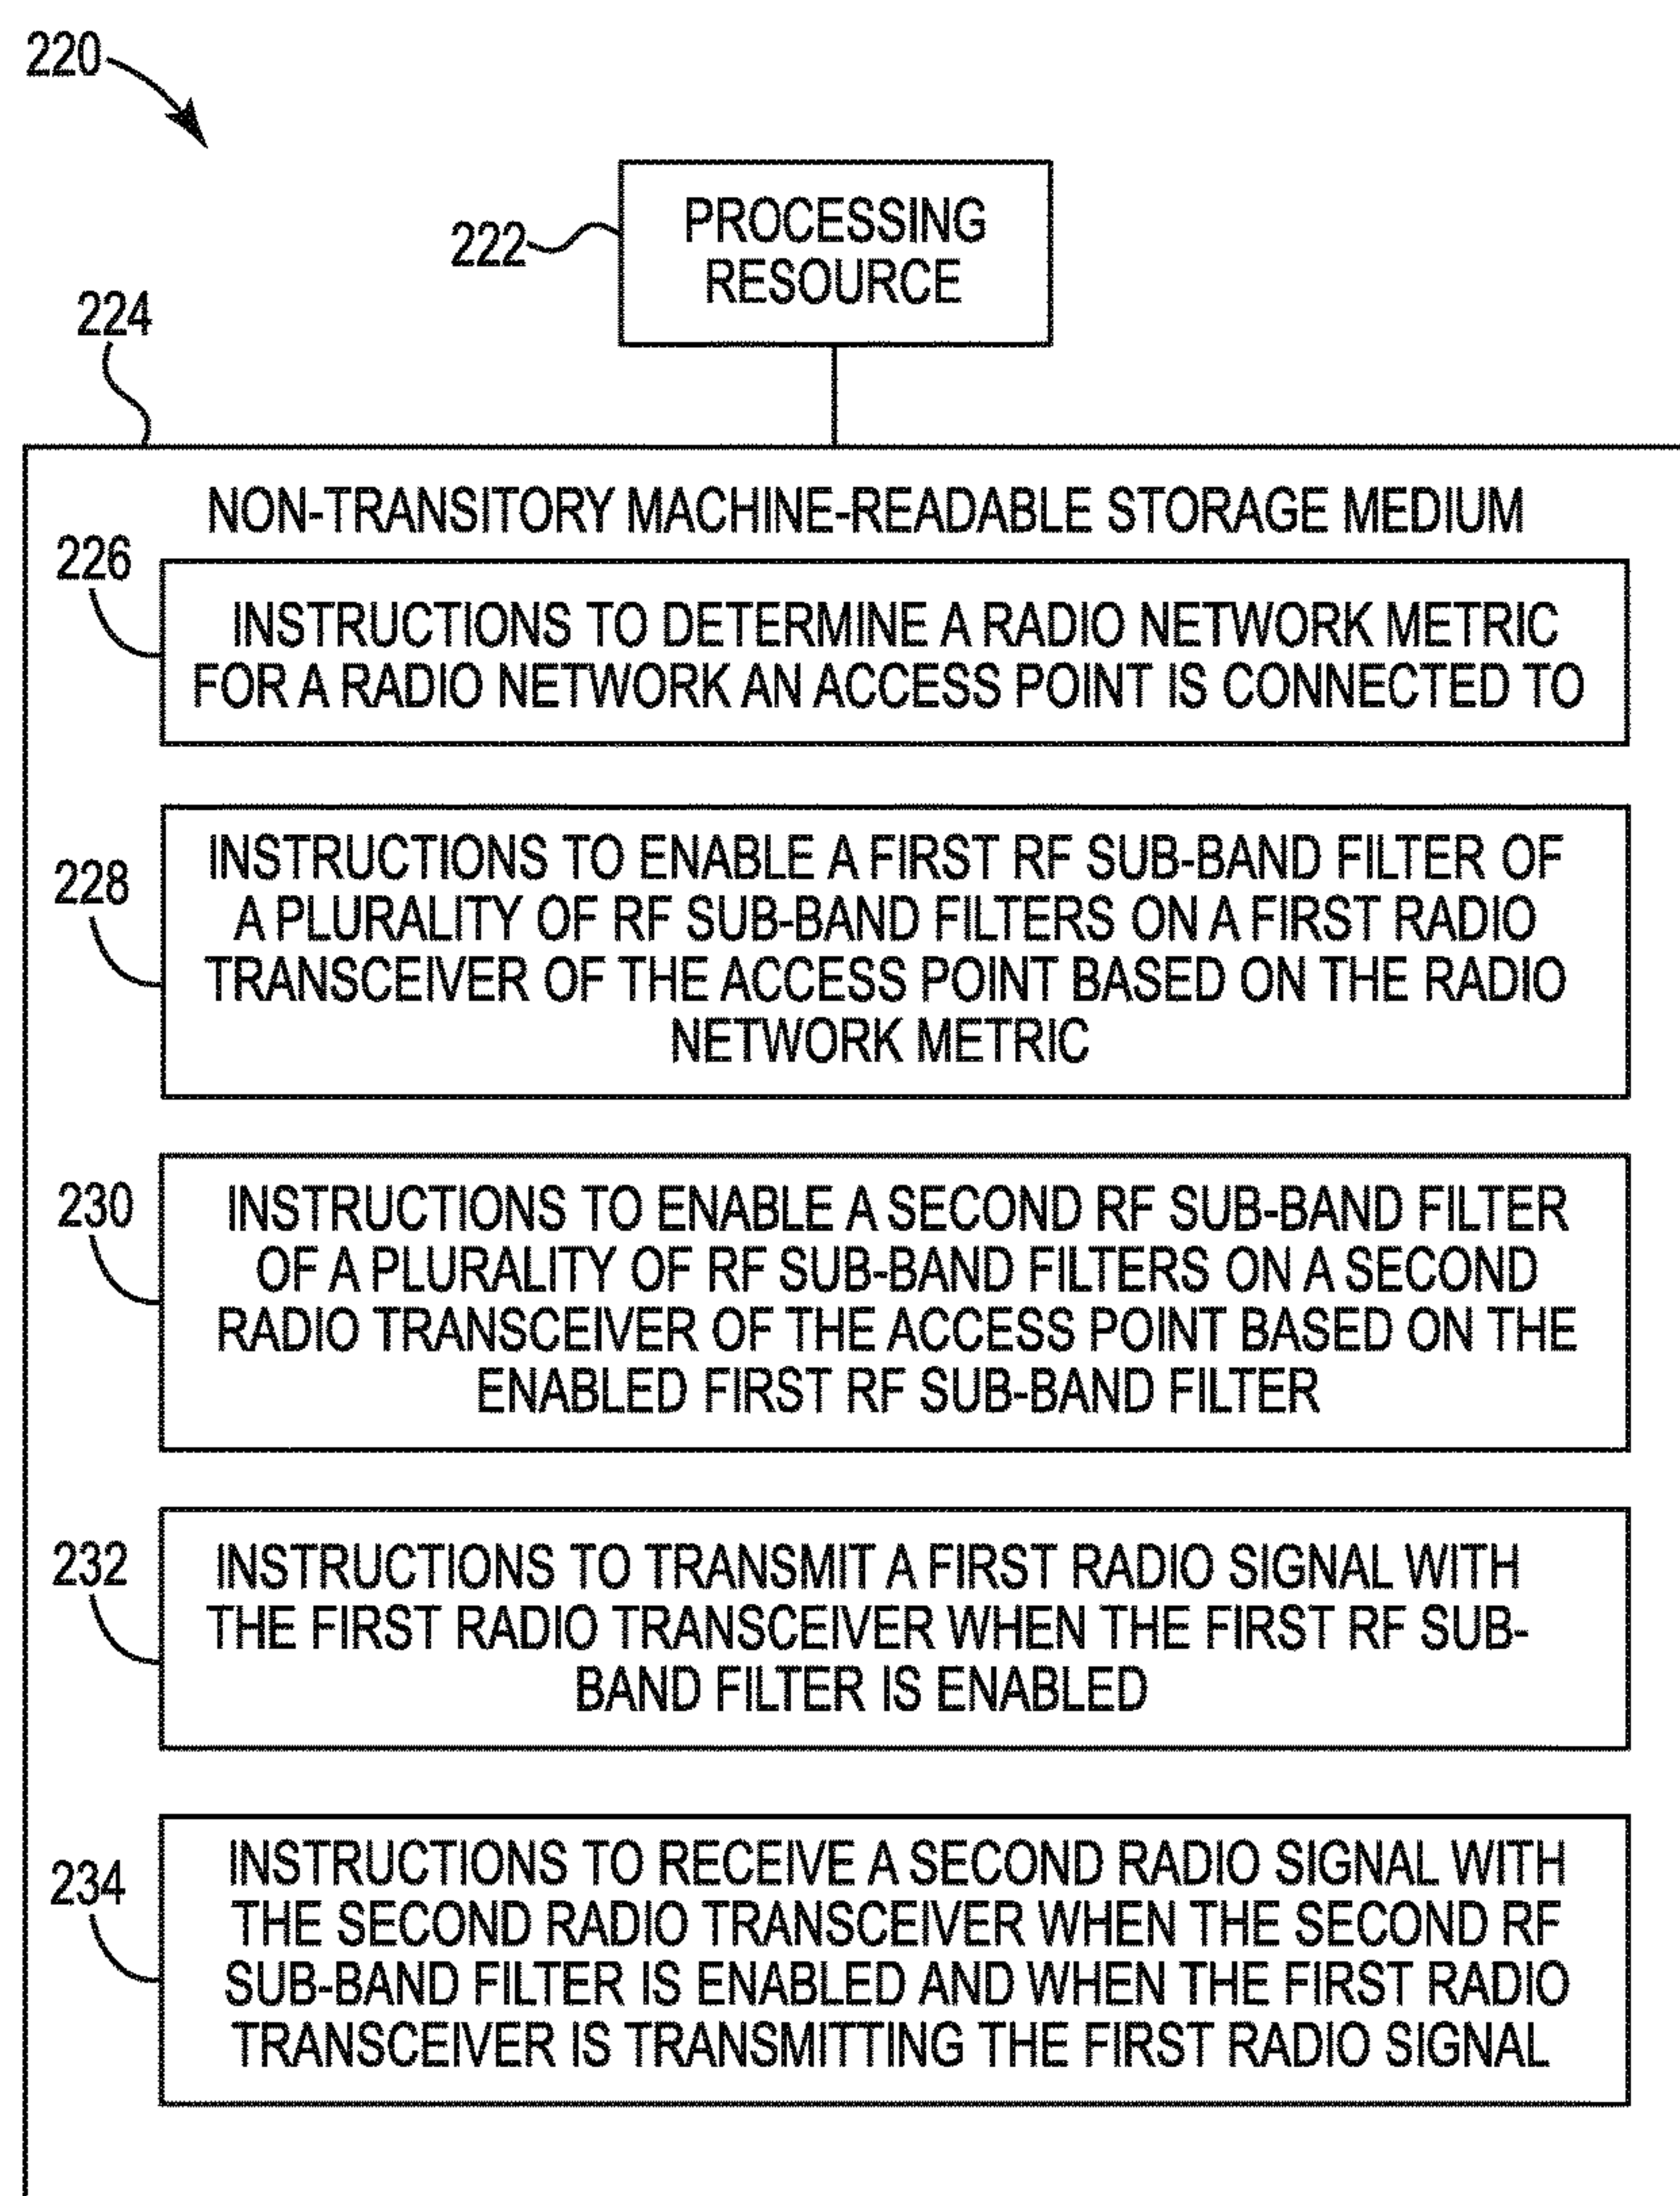 220
222
PROCESSING
RESOURCE
224
NON-TRANSITORY MACHINE-READABLE STORAGE MEDIUM
226
INSTRUCTIONS TO DETERMINE A RADIO NETWORK METRIC
FOR A RADIO NETWORK AN ACCESS POINT IS CONNECTED TO
228
INSTRUCTIONS TO ENABLE A FIRST RF SUB-BAND FILTER OF
A PLURALITY OF RF SUB-BAND FILTERS ON A FIRST RADIO
TRANSCEIVER OF THE ACCESS POINT BASED ON THE RADIO
NETWORK METRIC
230
INSTRUCTIONS TO ENABLE A SECOND RF SUB-BAND FILTER
OF A PLURALITY OF RF SUB-BAND FILTERS ON A SECOND
RADIO TRANSCEIVER OF THE ACCESS POINT BASED ON THE
ENABLED FIRST RF SUB-BAND FILTER
232
INSTRUCTIONS TO TRANSMIT A FIRST RADIO SIGNAL WITH
THE FIRST RADIO TRANSCEIVER WHEN THE FIRST RF SUB-
BAND FILTER IS ENABLED
234
INSTRUCTIONS TO RECEIVE A SECOND RADIO SIGNAL WITH
THE SECOND RADIO TRANSCEIVER WHEN THE SECOND RF
SUB-BAND FILTER IS ENABLED AND WHEN THE FIRST RADIO
TRANSCEIVER IS TRANSMITTING THE FIRST RADIO SIGNAL